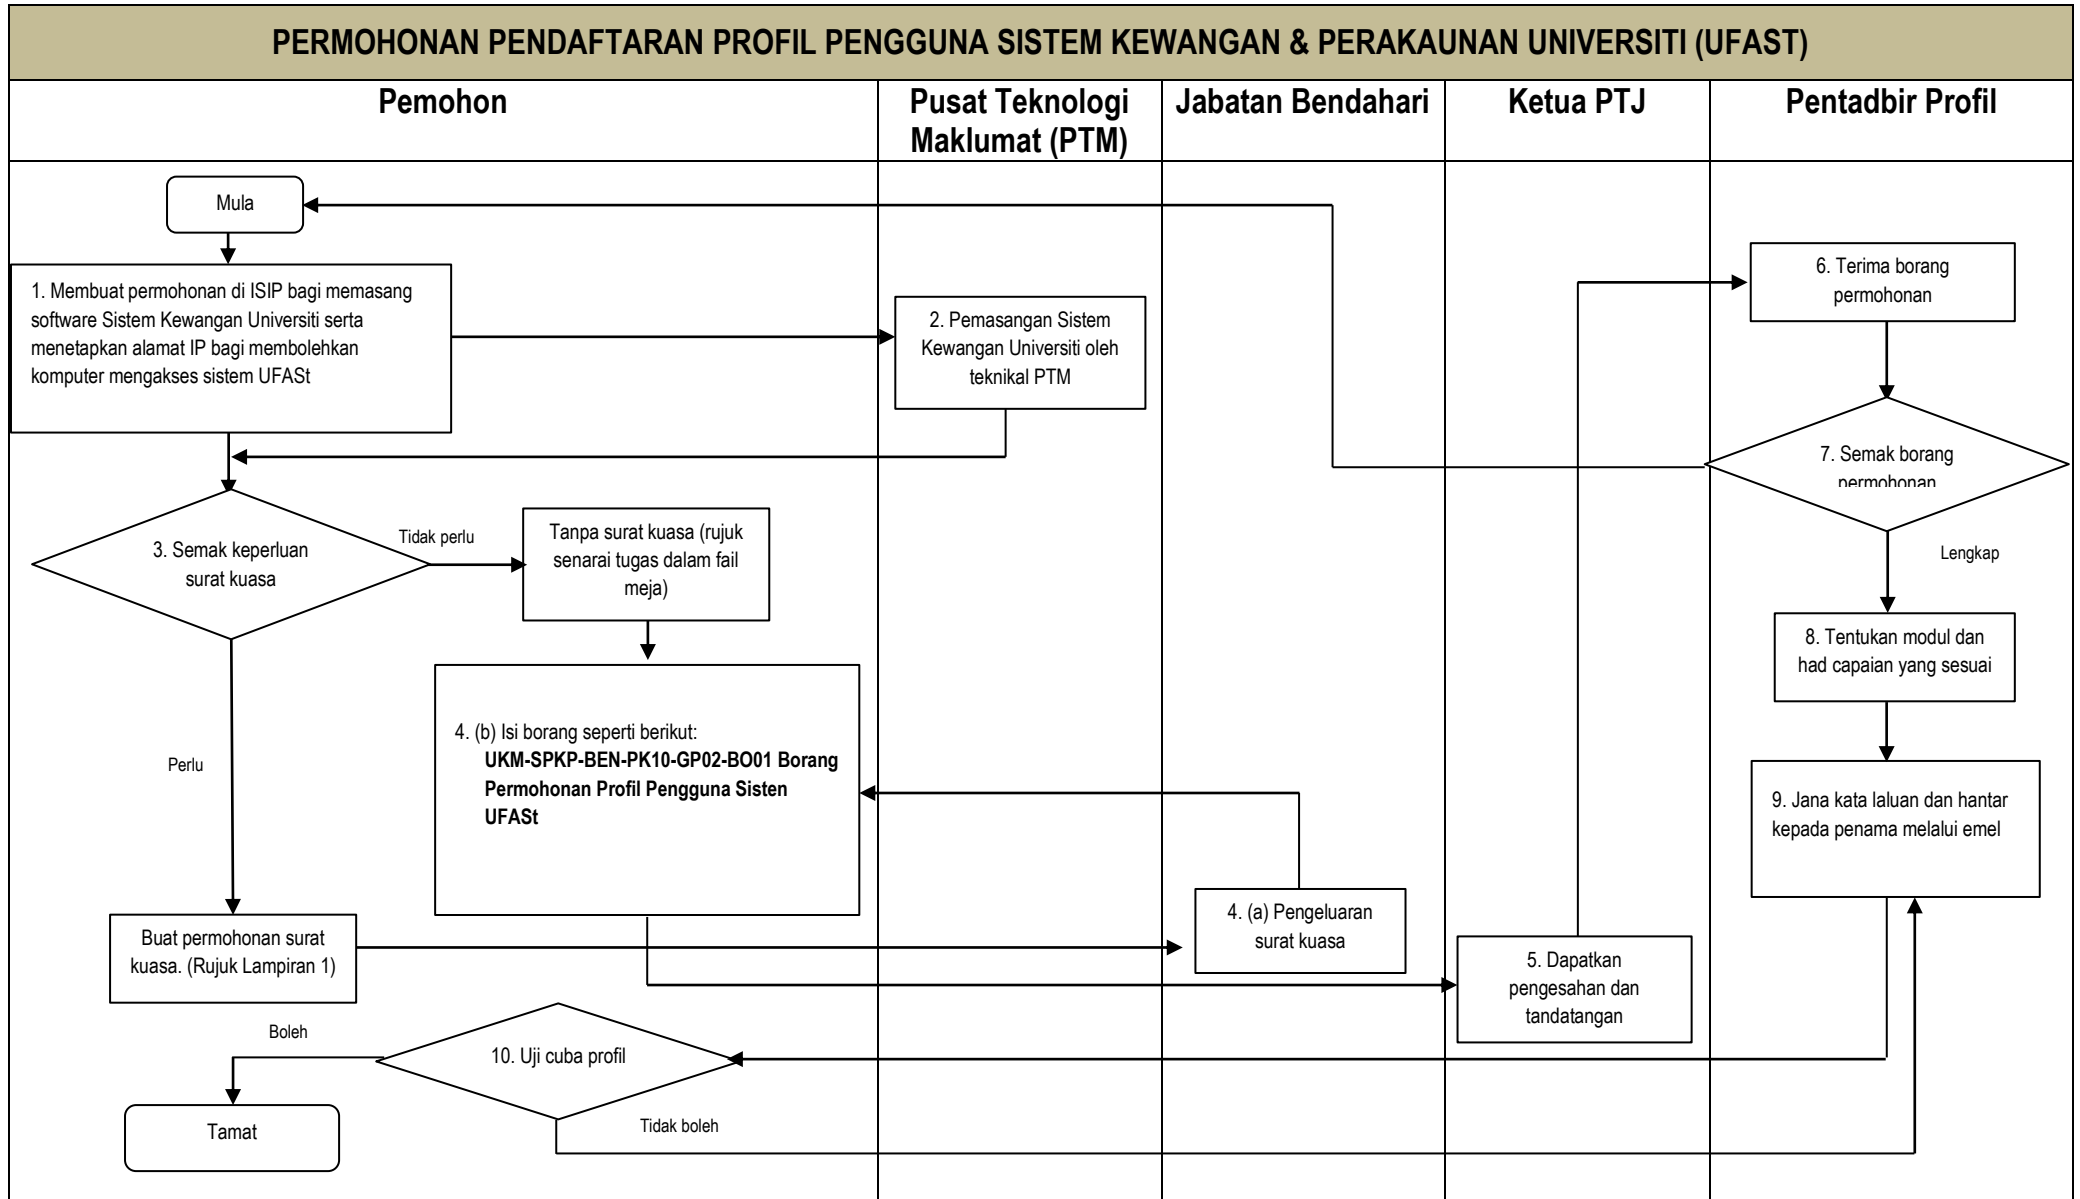 PERMOHONAN PENDAFTARAN PROFIL PENGGUNA SISTEM KEWANGAN & PERAKAUNAN UNIVERSITI (UFAST)
Pemohon
Pusat Teknologi
Maklumat (PTM)
Jabatan Bendahari
Ketua PTJ
Pentadbir Profil
Mula
1. Membuat permohonan di ISIP bagi memasang
software Sistem Kewangan Universiti serta
menetapkan alamat IP bagi membolehkan
komputer mengakses sistem UFASt
2. Pemasangan Sistem
Kewangan Universiti oleh
teknikal PTM
6. Terima borang
permohonan
7. Semak borang
permohonan
3. Semak keperluan
surat kuasa
Tidak perlu
Tanpa surat kuasa (rujuk
senarai tugas dalam fail
meja)
Lengkap
8. Tentukan modul dan
had capaian yang sesuai
Perlu
4. (b) Isi borang seperti berikut:
UKM-SPKP-BEN-PK10-GP02-BO01 Borang
Permohonan Profil Pengguna Sisten
UFASt
9. Jana kata laluan dan hantar
kepada penama melalui emel
Buat permohonan surat
kuasa. (Rujuk Lampiran 1)
4. (a) Pengeluaran
surat kuasa
5. Dapatkan
pengesahan dan
tandatangan
Boleh
10. Uji cuba profil
Tidak boleh
Tamat